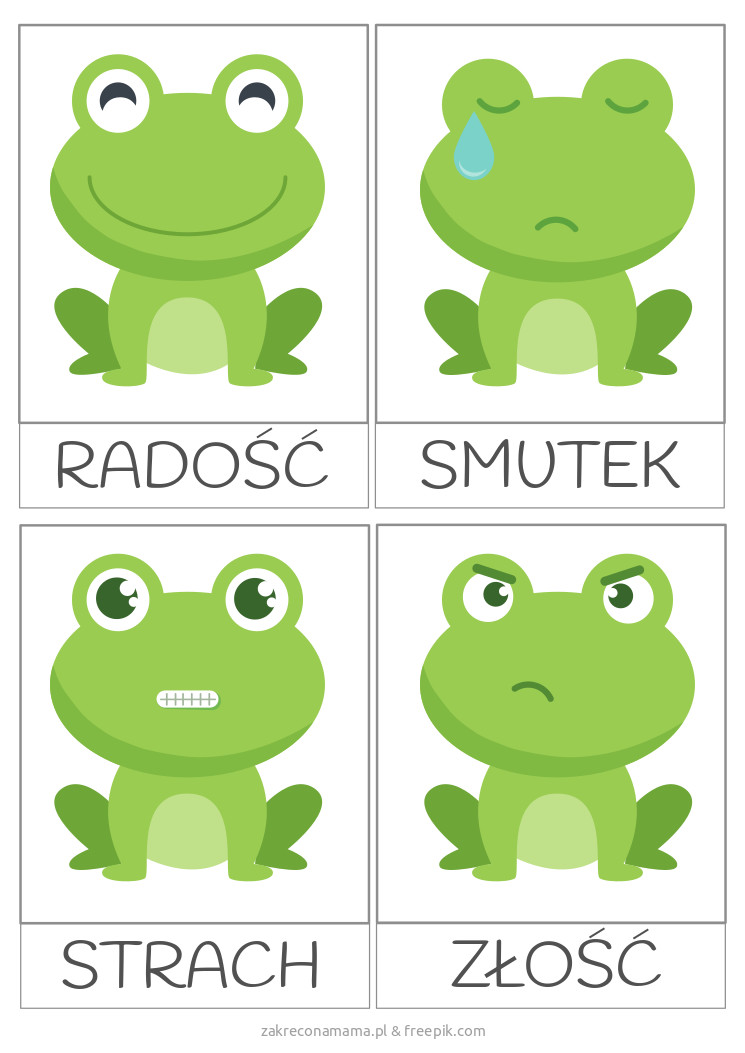 RADOŚĆ
SMUTEK
STRACH
ZŁOŚĆ
zakreconamama.pl & freepik.com